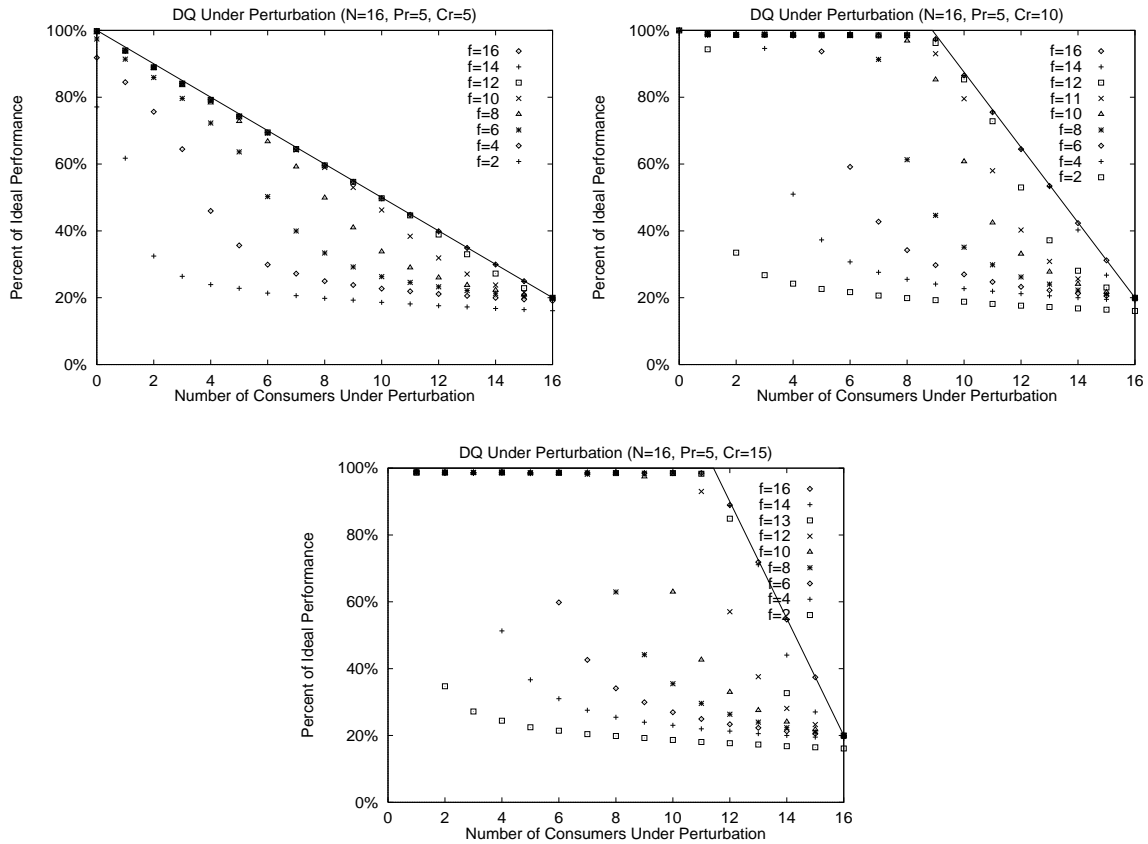 DQ Under Perturbation (N=16, Pr=5, Cr=5)
100%
80%
60%
40%
20%
0%
Percent of Ideal Performance
f=16
f=14
f=12
f=10
f=8
f=6
f=4
f=2
0 2 4 6 8 10 12 14 16
Number of Consumers Under Perturbation
DQ Under Perturbation (N=16, Pr=5, Cr=10)
100%
80%
60%
40%
20%
0%
Percent of Ideal Performance
f=16
f=14
f=12
f=11
f=10
f=8
f=6
f=4
f=2
0 2 4 6 8 10 12 14 16
Number of Consumers Under Perturbation
DQ Under Perturbation (N=16, Pr=5, Cr=15)
100%
80%
60%
40%
20%
0%
Percent of Ideal Performance
f=16
f=14
f=13
f=12
f=10
f=8
f=6
f=4
f=2
0 2 4 6 8 10 12 14 16
Number of Consumers Under Perturbation